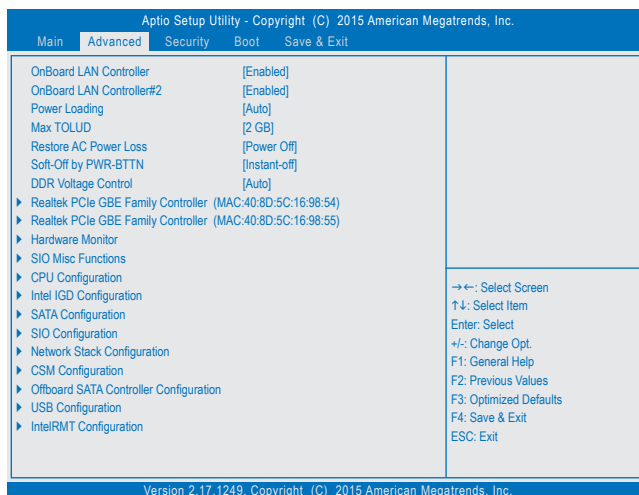 Aptio Setup Utility - Copyright (C) 2015 American Megatrends, Inc.
Main Advanced Security Boot Save & Exit
OnBoard LAN Controller [Enabled]
OnBoard LAN Controller#2 [Enabled]
Power Loading [Auto]
Max TOLUD [2 GB]
Restore AC Power Loss [Power Off]
Soft-Off by PWR-BTTN [Instant-off]
DDR Voltage Control [Auto]
Realtek PCIe GBE Family Controller (MAC:40:8D:5C:16:98:54)
Realtek PCIe GBE Family Controller (MAC:40:8D:5C:16:98:55)
Hardware Monitor
SIO Misc Functions
CPU Configuration
Intel IGD Configuration
SATA Configuration
SIO Configuration
Network Stack Configuration
CSM Configuration
Offboard SATA Controller Configuration
USB Configuration
IntelRMT Configuration
→←: Select Screen
↑↓: Select Item
Enter: Select
+/-: Change Opt.
F1: General Help
F2: Previous Values
F3: Optimized Defaults
F4: Save & Exit
ESC: Exit
Version 2.17.1249. Copyright (C) 2015 American Megatrends, Inc.